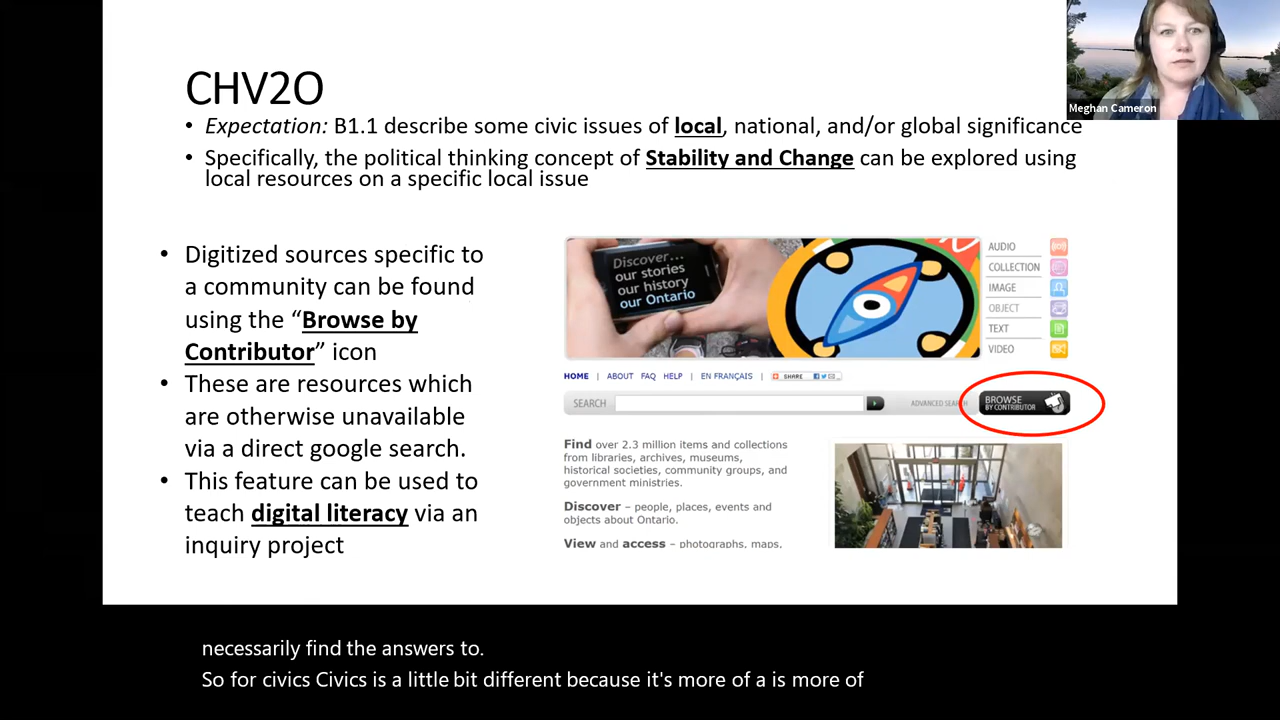 CHV2O
• Expectation: B1.1 describe some civic issues of local, national, and/or global significance
• Specifically, the political thinking concept of Stability and Change can be explored using
local resources on a specific local issue
Meghan Cameron
• Digitized sources specific to
a community can be found
using the “Browse by
Contributor” icon
• These are resources which
are otherwise unavailable
via a direct google search.
• This feature can be used to
teach digital literacy via an
inquiry project
Discover...
our stories
our history
our Ontario
AUDIO
COLLECTION
IMAGE
OBJECT
TEXT
VIDEO
HOME | ABOUT FAQ HELP | EN FRANÇAIS | SHARE
SEARCH ADVANCED SEARCH BROWSE
BY CONTRIBUTOR
Find over 2.3 million items and collections
from libraries, archives, museums,
historical societies, community groups, and
government ministries.
Discover – people, places, events and
objects about Ontario.
View and access – photographs, maps,
necessarily find the answers to.
So for civics Civics is a little bit different because it's more of a is more of